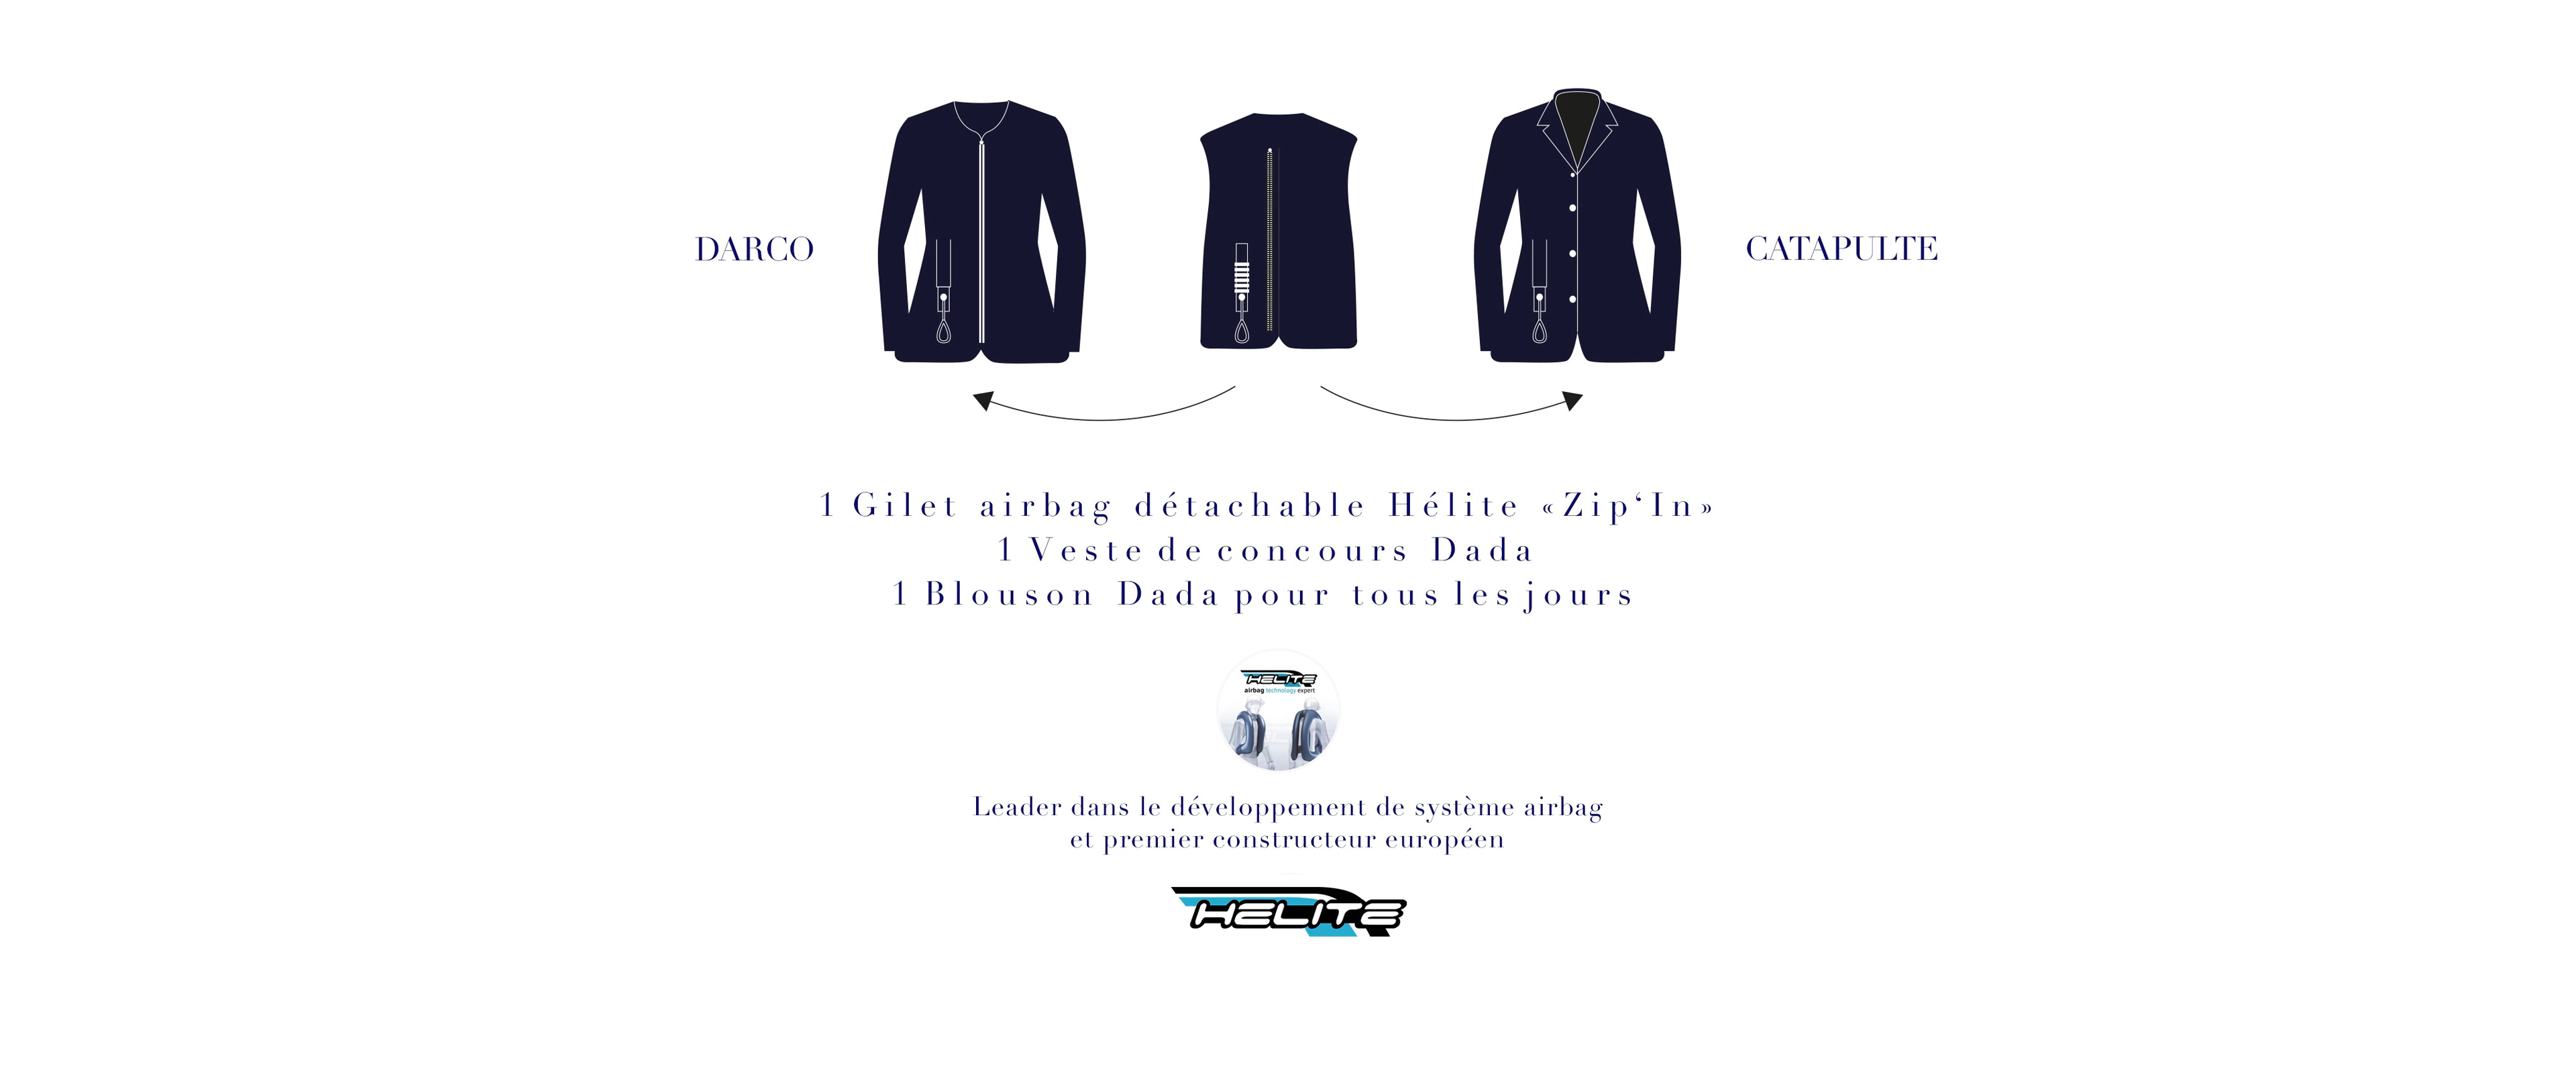 DARCO
CATAPULTE
1 Gilet airbag détachable Hélite «Zip‘In»
1 Veste de concours Dada
1 Blouson Dada pour tous les jours
HELITE
airbag technology expert
Leader dans le développement de système airbag
et premier constructeur européen
HELITE